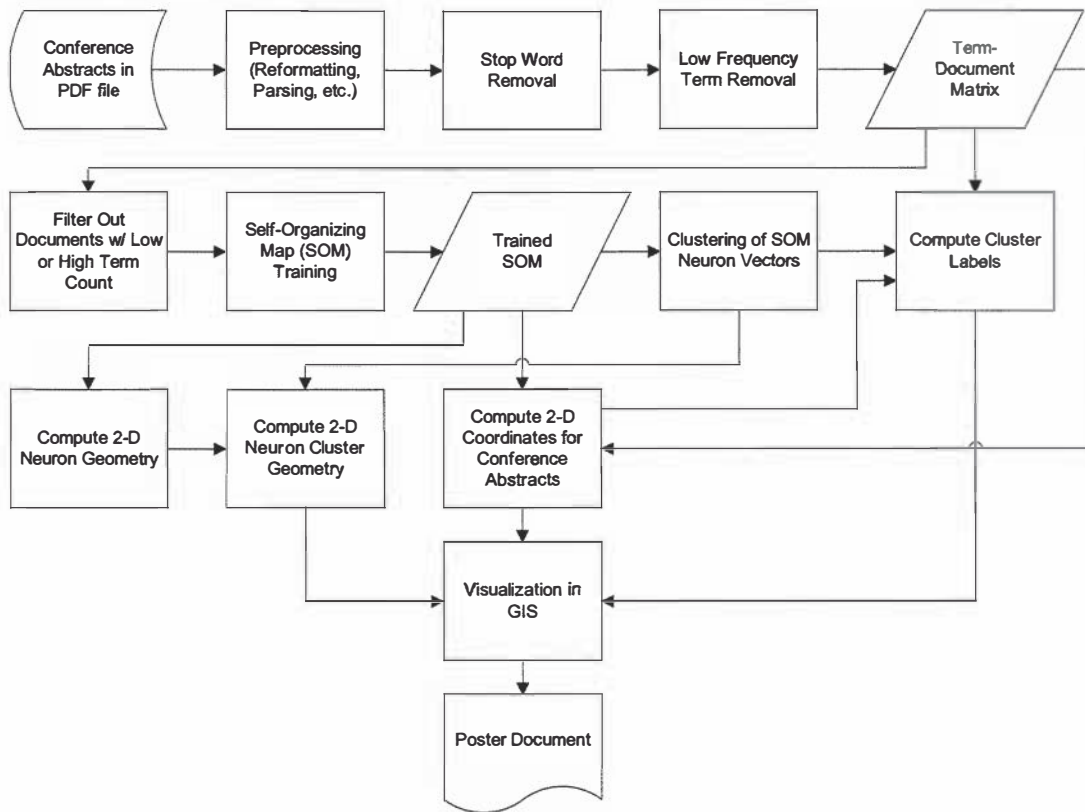 Conference
Abstracts in
PDF file
Preprocessing
(Reformatting,
Parsing, etc.)
Stop Word
Removal
Low Frequency
Term Removal
Term-
Document
Matrix
Filter Out
Documents w/ Low
or High Term
Count
Self-Organizing
Map (SOM)
Training
Trained
SOM
Clustering of SOM
Neuron Vectors
Compute Cluster
Labels
Compute 2-D
Neuron Geometry
Compute 2-D
Neuron Cluster
Geometry
Compute 2-D
Coordinates for
Conference
Abstracts
Visualization in
GIS
Poster Document